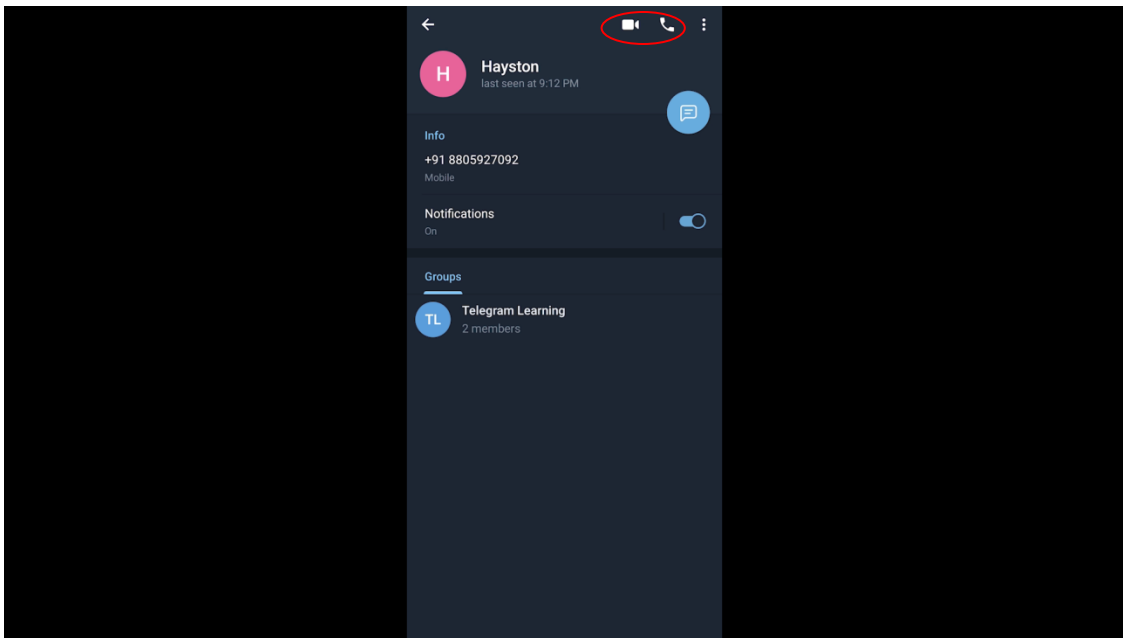 H
Hayston
last seen at 9:12 PM
Info
+91 8805927092
Mobile
Notifications
On
Groups
TL
Telegram Learning
2 members